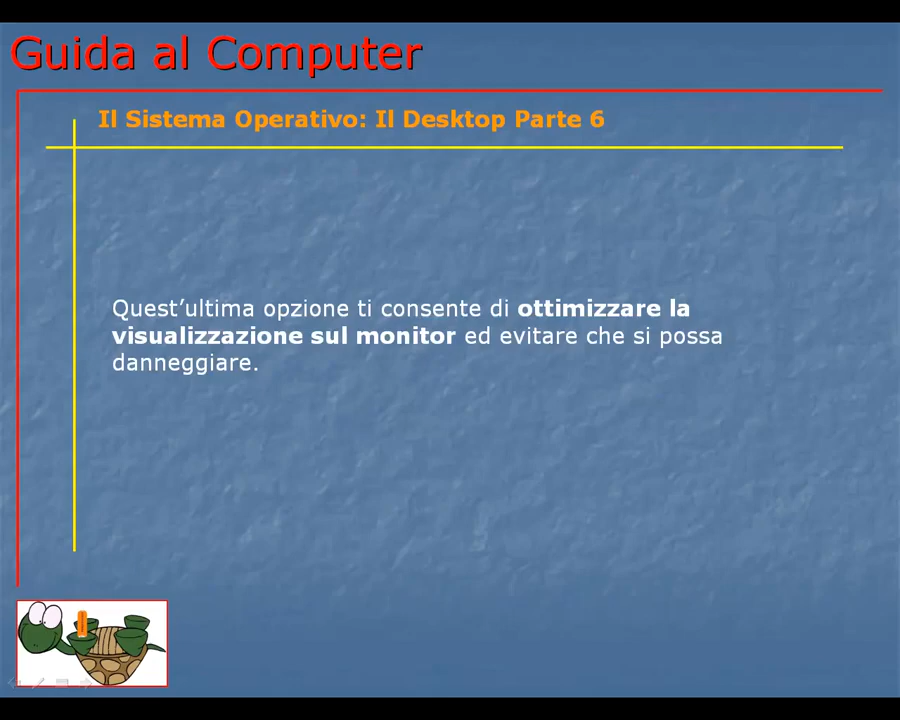 Guida al Computer
Il Sistema Operativo: Il Desktop Parte 6
Quest’ultima opzione ti consente di ottimizzare la
visualizzazione sul monitor ed evitare che si possa
danneggiare.